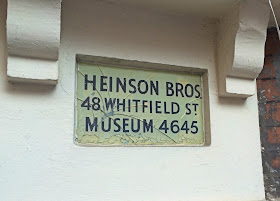 HEINSON BROS.
48 WHITFIELD ST.
MUSEUM 4645